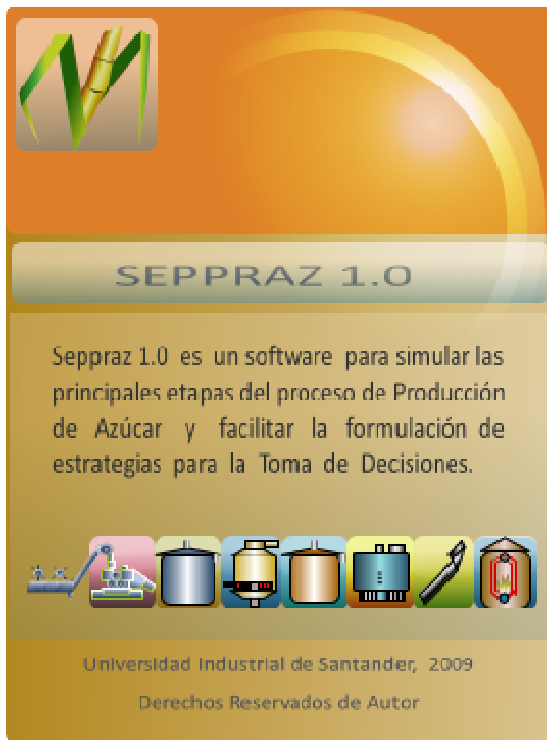 SEPPRAZ 1.0
Seppraz 1.0 es un software para simular las
principales etapas del proceso de Producción
de Azúcar y facilitar la formulación de
estrategias para la Toma de Decisiones.
Universidad Industrial de Santander, 2009
Derechos Reservados de Autor